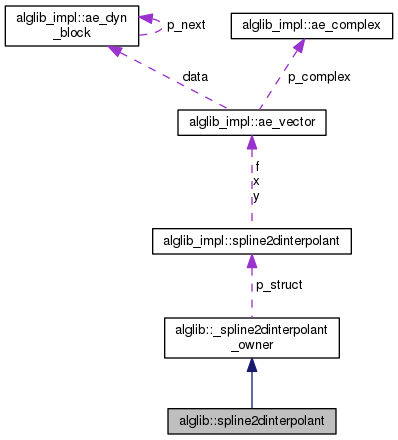 alglib_impl::ae_dyn
_block
p_next
alglib_impl::ae_complex
data
p_complex
alglib_impl::ae_vector
f
x
y
alglib_impl::spline2dinterpolant
p_struct
alglib::_spline2dinterpolant
_owner
alglib::spline2dinterpolant